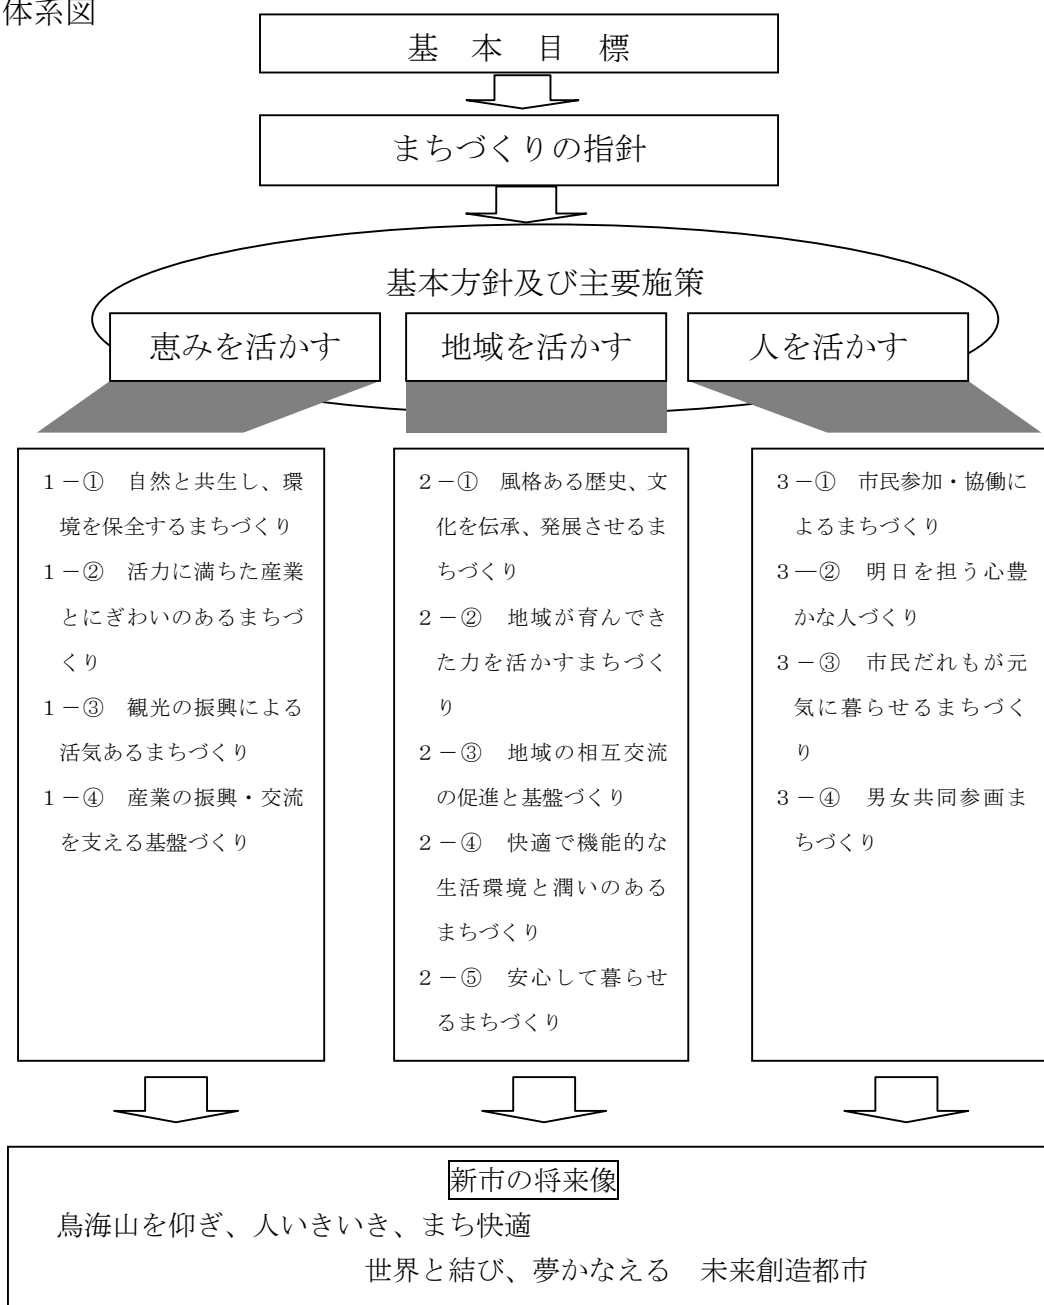 体系図
基　本　目　標
まちづくりの指針
基本方針及び主要施策
恵みを活かす
地域を活かす
人を活かす
１－①　自然と共生し、環
境を保全するまちづくり
１－②　活力に満ちた産業
とにぎわいのあるまちづ
くり
１－③　観光の振興による
活気あるまちづくり
１－④　産業の振興・交流
を支える基盤づくり
２－①　風格ある歴史、文
化を伝承、発展させるま
ちづくり
２－②　地域が育んでき
た力を活かすまちづく
り
２－③　地域の相互交流
の促進と基盤づくり
２－④　快適で機能的な
生活環境と潤いのある
まちづくり
２－⑤　安心して暮らせ
るまちづくり
３－①　市民参加・協働に
よるまちづくり
３―②　明日を担う心豊
かな人づくり
３－③　市民だれもが元
気に暮らせるまちづく
り
３－④　男女共同参画ま
ちづくり
新市の将来像
鳥海山を仰ぎ、人いきいき、まち快適
世界と結び、夢かなえる　未来創造都市